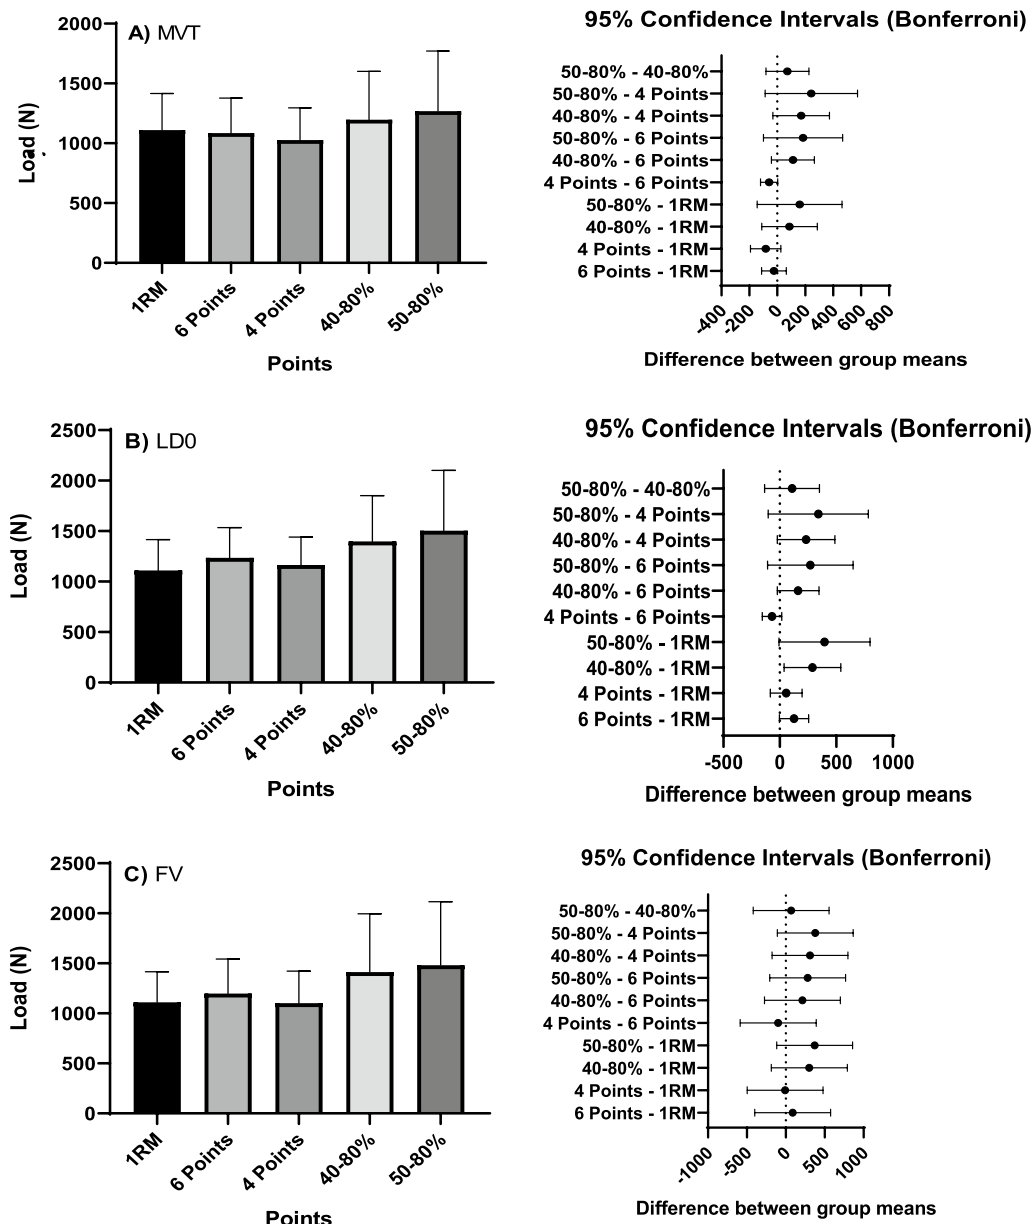 A) MVT
2000
1500
1000
500
0
Load (N)
1RM
6 Points
4 Points
40-80%
50-80%
Points
95% Confidence Intervals (Bonferroni)
50-80% - 40-80%
50-80% - 4 Points
40-80% - 4 Points
50-80% - 6 Points
40-80% - 6 Points
4 Points - 6 Points
50-80% - 1RM
40-80% - 1RM
4 Points - 1RM
6 Points - 1RM
-400
-200
0
200
400
600
800
Difference between group means
B) LD0
2500
2000
1500
1000
500
0
Load (N)
1RM
6 Points
4 Points
40-80%
50-80%
Points
95% Confidence Intervals (Bonferroni)
50-80% - 40-80%
50-80% - 4 Points
40-80% - 4 Points
50-80% - 6 Points
40-80% - 6 Points
4 Points - 6 Points
50-80% - 1RM
40-80% - 1RM
4 Points - 1RM
6 Points - 1RM
-500
0
500
1000
Difference between group means
C) FV
2500
2000
1500
1000
500
0
Load (N)
1RM
6 Points
4 Points
40-80%
50-80%
Points
95% Confidence Intervals (Bonferroni)
50-80% - 40-80%
50-80% - 4 Points
40-80% - 4 Points
50-80% - 6 Points
40-80% - 6 Points
4 Points - 6 Points
50-80% - 1RM
40-80% - 1RM
4 Points - 1RM
6 Points - 1RM
-1000
-500
0
500
1000
Difference between group means